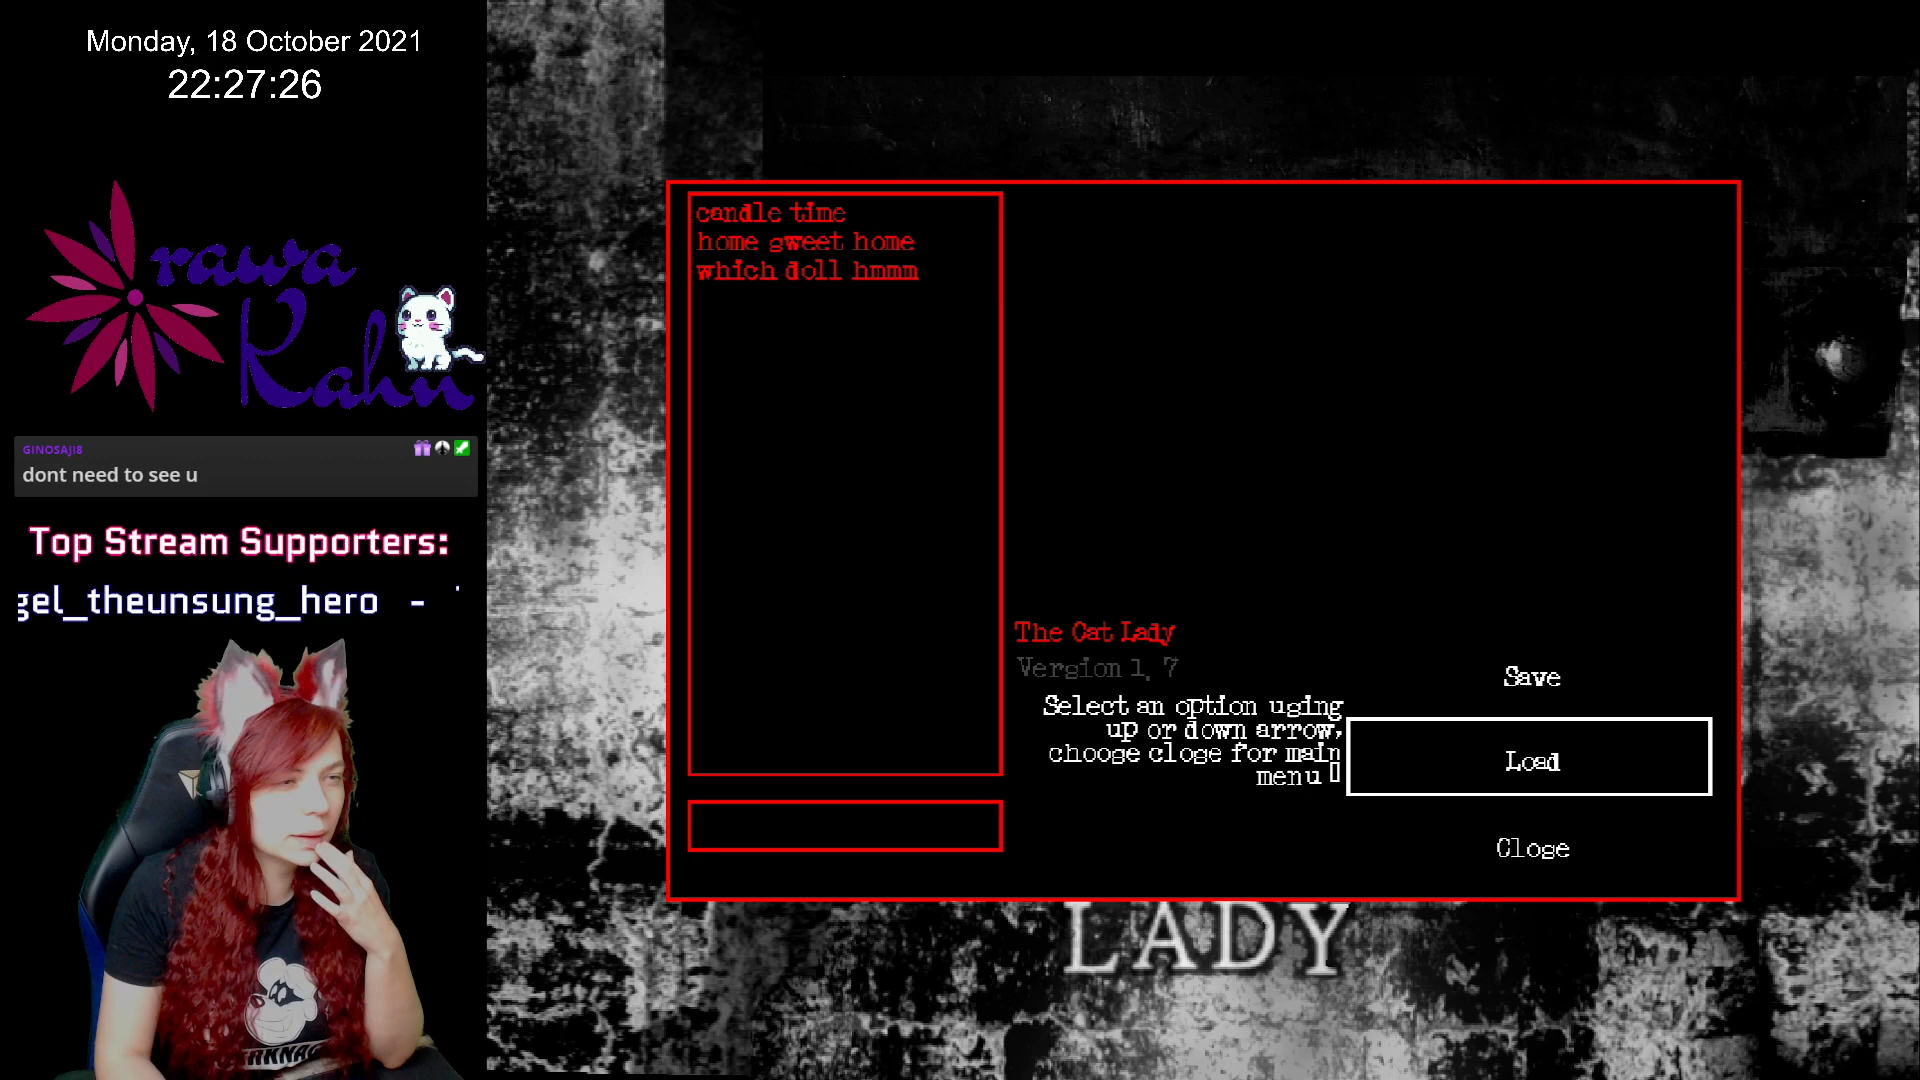 Monday, 18 October 2021
22:27:26
rawa
Kahn
GINOSAJI8
dont need to see u
Top Stream Supporters:
gel_theunsung_hero - 
candle time
home sweet home
which doll hmmm
The Cat Lady
Version 1.7
Select an option using
up or down arrow,
choose close for main
menu
Save
Load
Close
LADY